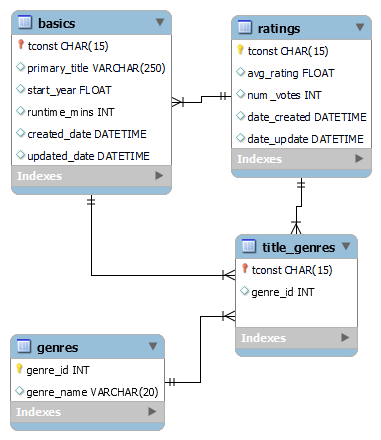 basics
tconst CHAR(15)
primary_title VARCHAR(250)
start_year FLOAT
runtime_mins INT
created_date DATETIME
updated_date DATETIME
Indexes
ratings
tconst CHAR(15)
avg_rating FLOAT
num_votes INT
date_created DATETIME
date_update DATETIME
Indexes
title_genres
tconst CHAR(15)
genre_id INT
Indexes
genres
genre_id INT
genre_name VARCHAR(20)
Indexes